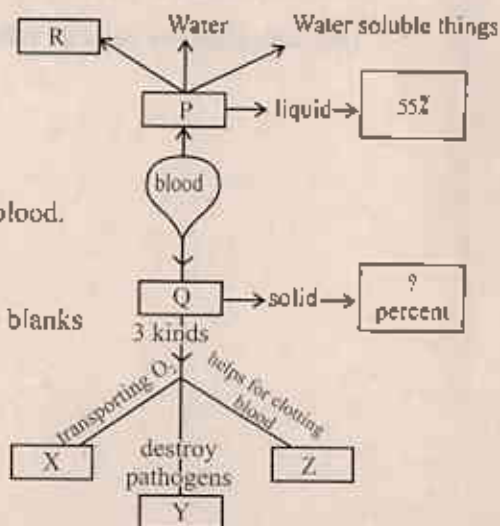 R
Water
Water soluble things
P
liquid
55%
blood
blood.
Q
solid
?
percent
blanks
3 kinds
transporting O₂
helps for clotting
blood
X
destroy
pathogens
Z
Y